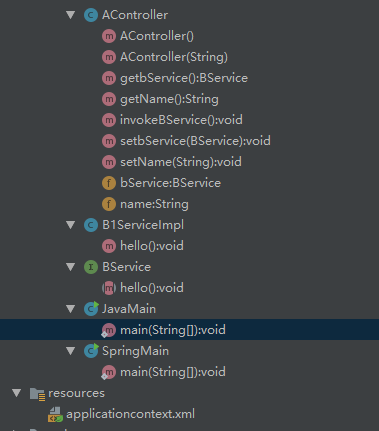 AController
AController()
AController(String)
getbService():BService
getName():String
invokeBService():void
setbService(BService):void
setName(String):void
bService:BService
name:String
B1ServiceImpl
hello():void
BService
hello():void
JavaMain
main(String[]):void
SpringMain
main(String[]):void
resources
applicationcontext.xml